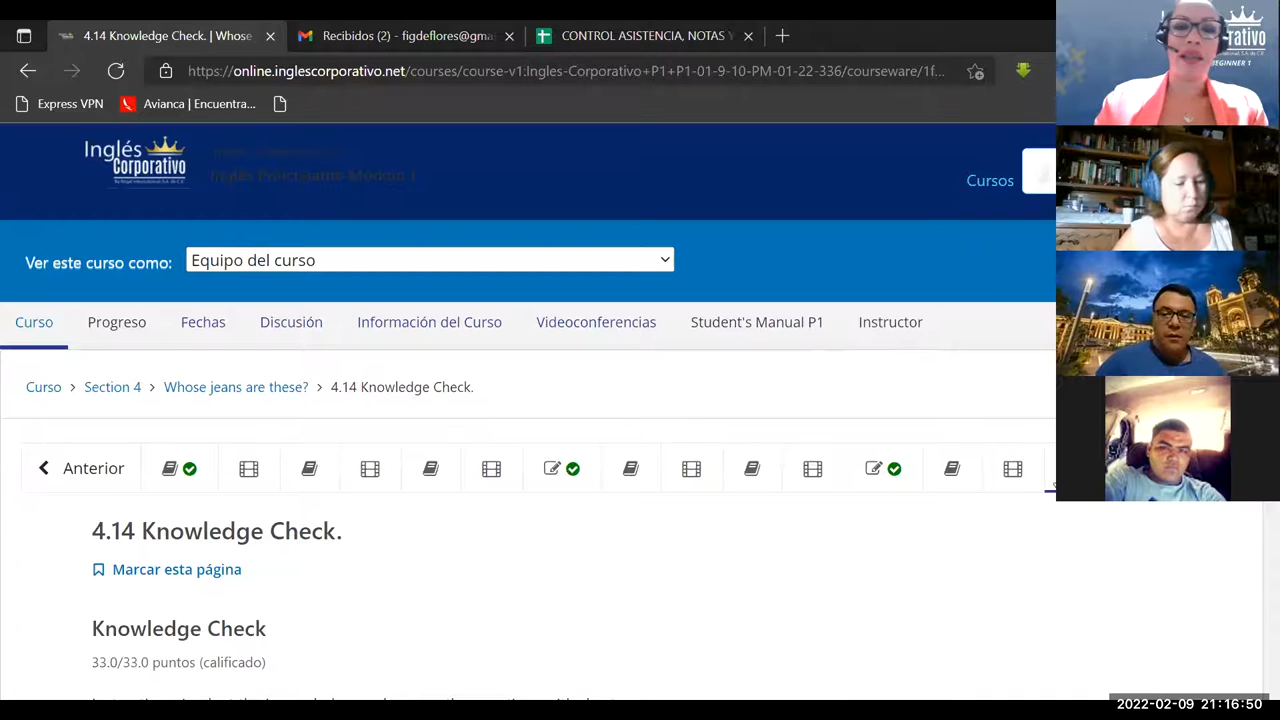 4.14 Knowledge Check. | Whose
Recibidos (2) - figdeflores@gma
CONTROL ASISTENCIA, NOTAS
https://online.inglescorporativo.net/courses/course-v1:Ingles-Corporativo+P1+P1-01-9-10-PM-01-22-336/courseware/1f...
Express VPN
Avianca | Encuentra...
Inglés
Corporativo
Cursos
Ver este curso como:
Equipo del curso
Curso
Progreso
Fechas
Discusión
Información del Curso
Videoconferencias
Student's Manual P1
Instructor
Curso > Section 4 > Whose jeans are these? > 4.14 Knowledge Check.
Anterior
4.14 Knowledge Check.
Marcar esta página
Knowledge Check
33.0/33.0 puntos (calificado)
BEGINNER 1
2022-02-09 21:16:50